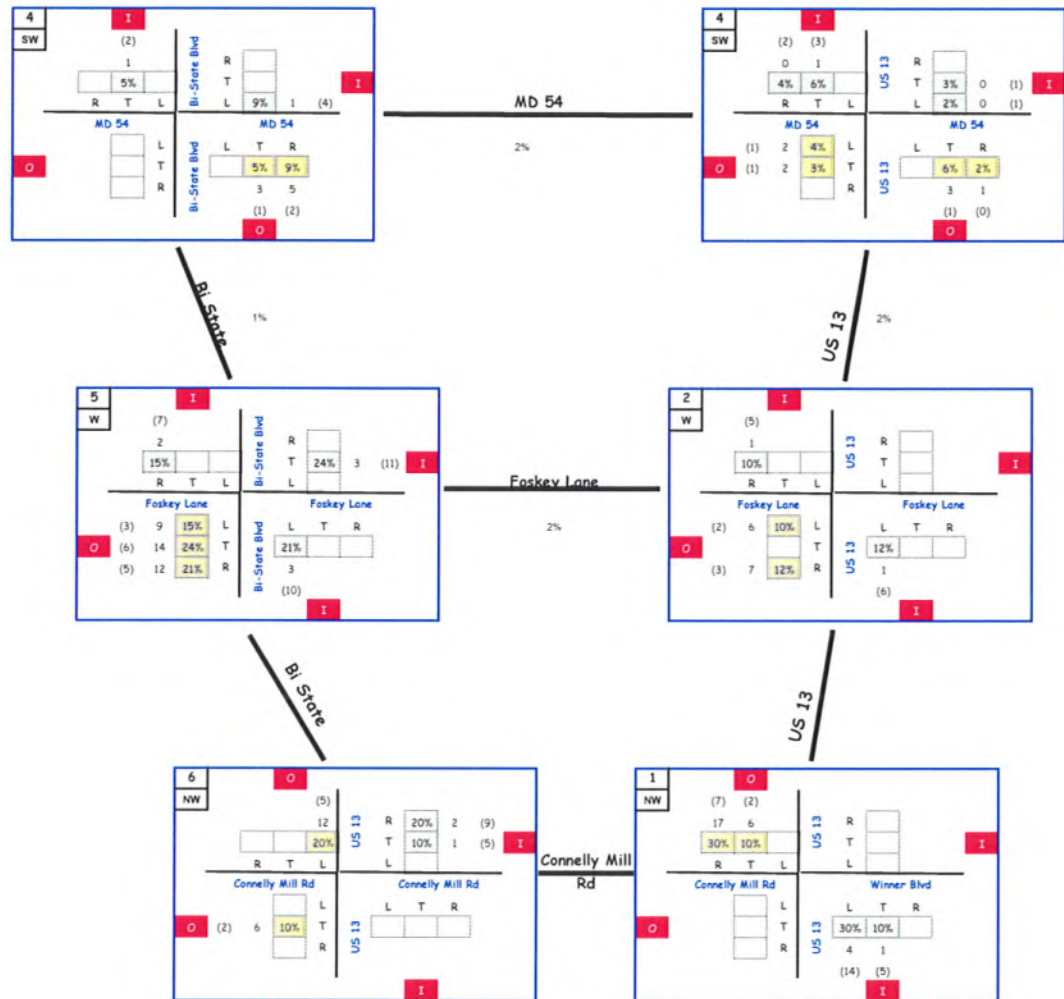 4
SW
I
(2)
1
5%
R T L
Bi-State Blvd
R
T
L 9% 1 (4)
I
MD 54
MD 54
O
L
T
R
Bi-State Blvd
L T R
5% 9%
3 5
(1) (2)
O
MD 54
2%
4
SW
I
(2) (3)
0 1
4% 6%
R T L
US 13
R
T 3% 0 (1)
L 2% 0 (1)
I
MD 54
MD 54
O
(1) 2 4% L
(1) 2 3% T
R
US 13
L T R
6% 2%
3 1
(1) (0)
O
Bi State
1%
US 13
2%
5
W
I
(7)
2
15%
R T L
Bi-State Blvd
R
T 24% 3 (11)
L
I
Foskey Lane
Foskey Lane
O
(3) 9 15% L
(6) 14 24% T
(5) 12 21% R
Bi-State Blvd
L T R
21%
3
(10)
I
Foskey Lane
2%
2
W
I
(5)
1
10%
R T L
US 13
R
T
L
I
Foskey Lane
Foskey Lane
O
(2) 6 10% L
T
(3) 7 12% R
US 13
L T R
12%
1
(6)
I
Bi State
US 13
6
NW
O
(5)
12
20%
R T L
US 13
R 20% 2 (9)
T 10% 1 (5)
L
I
Connelly Mill Rd
Connelly Mill Rd
O
L
(2) 6 10% T
R
US 13
L T R
I
Connelly Mill
Rd
1
NW
O
(7) (2)
17 6
30% 10%
R T L
US 13
R
T
L
I
Connelly Mill Rd
Winner Blvd
O
L
T
R
US 13
L T R
30% 10%
4 1
(14) (5)
I